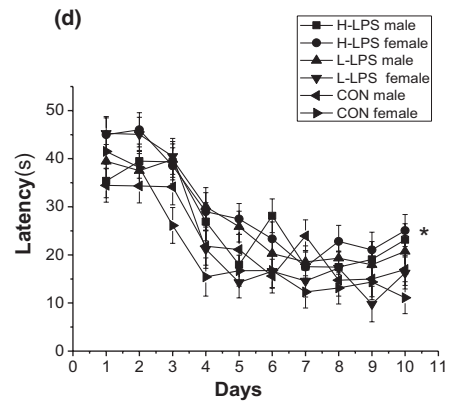 (d)
H-LPS male
H-LPS female
L-LPS male
L-LPS  female
CON male
CON female
50
40
30
20
10
0
Latency(s)
*
0 1 2 3 4 5 6 7 8 9 10 11
Days